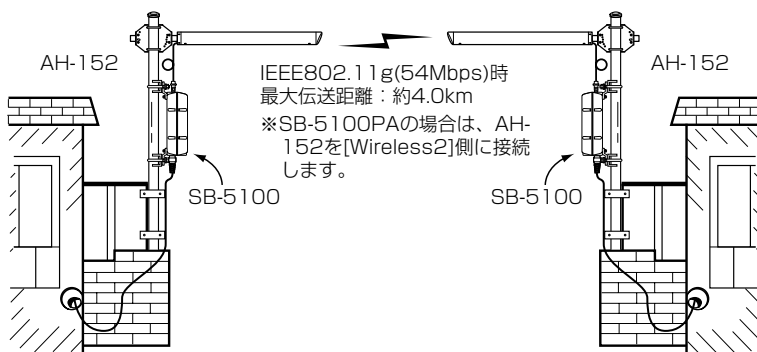 AH-152
AH-152
IEEE802.11g(54Mbps)時
最大伝送距離：約4.0km
※SB-5100PAの場合は、AH-
152を[Wireless2]側に接続
します。
SB-5100
SB-5100